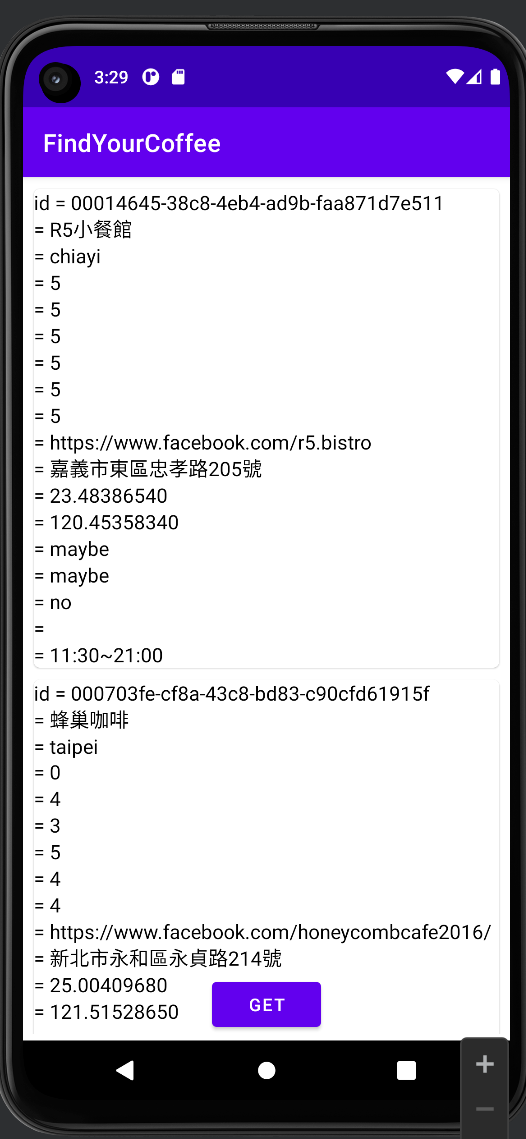 3:29
FindYourCoffee
id = 00014645-38c8-4eb4-ad9b-faa871d7e511
= R5小餐館
= chiayi
= 5
= 5
= 5
= 5
= 5
= 5
= https://www.facebook.com/r5.bistro
= 嘉義市東區忠孝路205號
= 23.48386540
= 120.45358340
= maybe
= maybe
= no
=
= 11:30~21:00
id = 000703fe-cf8a-43c8-bd83-c90cfd61915f
= 蜂巢咖啡
= taipei
= 0
= 4
= 3
= 5
= 4
= 4
= https://www.facebook.com/honeycombcafe2016/
= 新北市永和區永貞路214號
= 25.00409680
= 121.51528650
GET